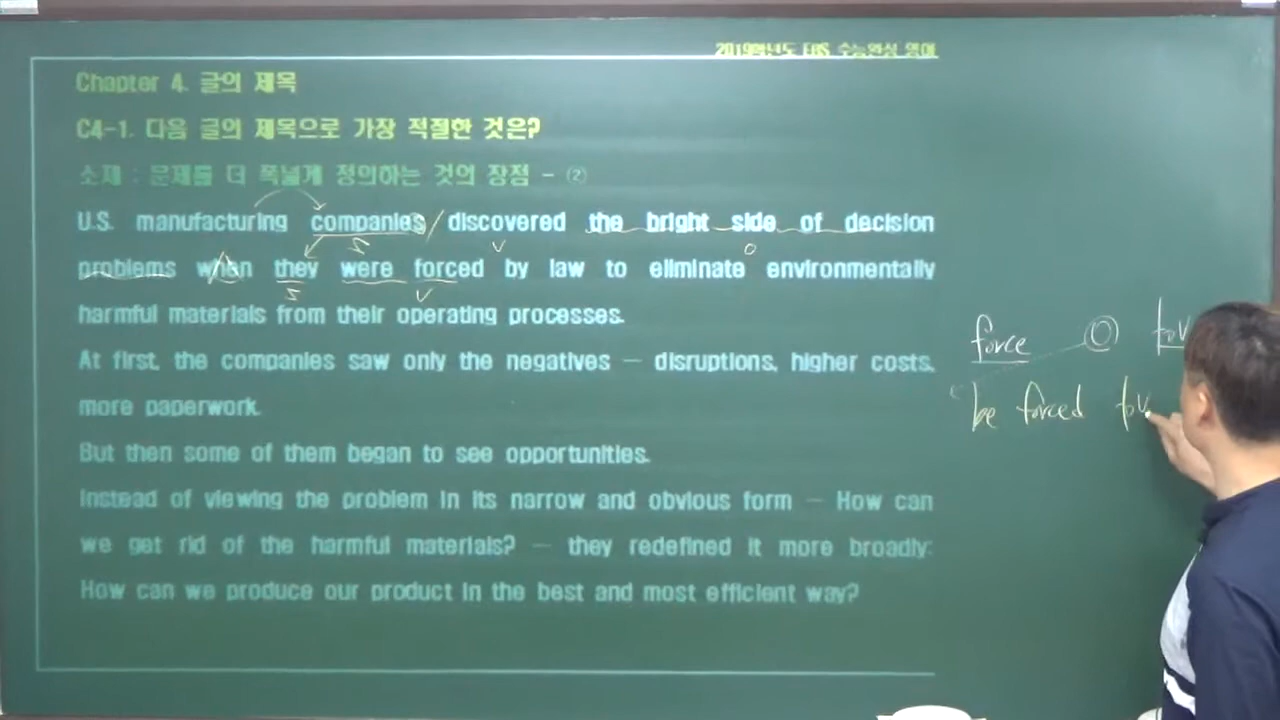 2019학년도 EBS 수능완성 영어
Chapter 4. 글의 제목
C4-1. 다음 글의 제목으로 가장 적절한 것은?
소재 : 문제를 더 폭넓게 정의하는 것의 장점 - ②
U.S. manufacturing companies / discovered the bright side of decision
S V O
problems when they were forced by law to eliminate environmentally
S V
harmful materials from their operating processes.
At first, the companies saw only the negatives – disruptions, higher costs,
more paperwork.
But then some of them began to see opportunities.
Instead of viewing the problem in its narrow and obvious form – How can
we get rid of the harmful materials? – they redefined it more broadly:
How can we produce our product in the best and most efficient way?
force O toV
be forced toV